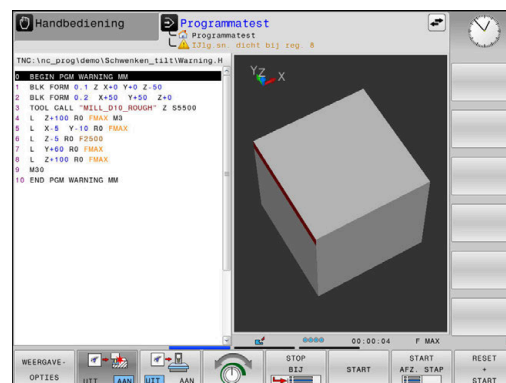 Handbediening
Programmatest
Programmatest
IJlg.sn. dicht bij reg. 8
TNC:\nc_prog\demo\Schwenken_tilt\Warning.H
0 BEGIN PGM WARNING MM
1 BLK FORM 0.1 Z X+0 Y+0 Z-50
2 BLK FORM 0.2 X+50 Y+50 Z+0
3 TOOL CALL "MILL_D10_ROUGH" Z S5500
4 L Z+100 R0 FMAX M3
5 L X-5 Y-10 R0 FMAX
6 L Z-5 R0 F2500
7 L Y+60 R0 FMAX
8 L Z+100 R0 FMAX
9 M30
10 END PGM WARNING MM
Y Z X
00:00:04 F MAX
WEERGAVE-
OPTIES
UIT AAN
UIT AAN
STOP
BIJ
START
START
AFZ. STAP
RESET
+
START